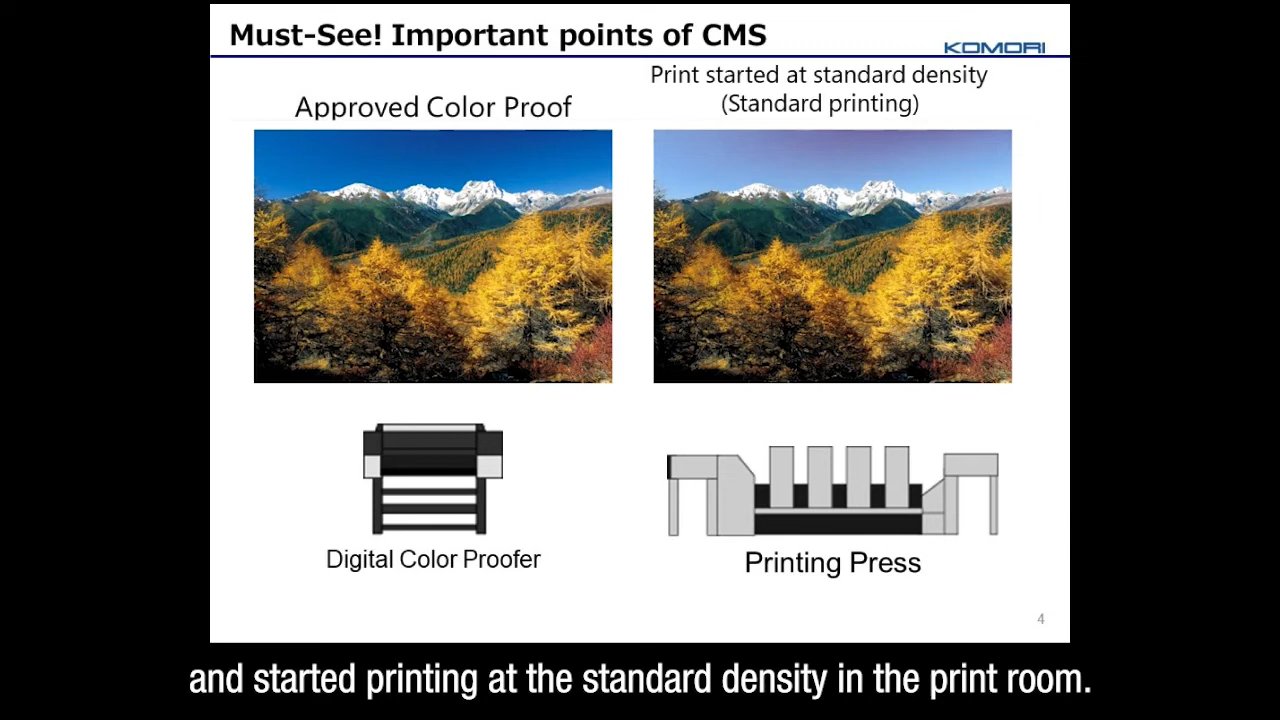 Must-See! Important points of CMS
KOMORI
Approved Color Proof
Print started at standard density
(Standard printing)
Digital Color Proofer
Printing Press
4
and started printing at the standard density in the print room.